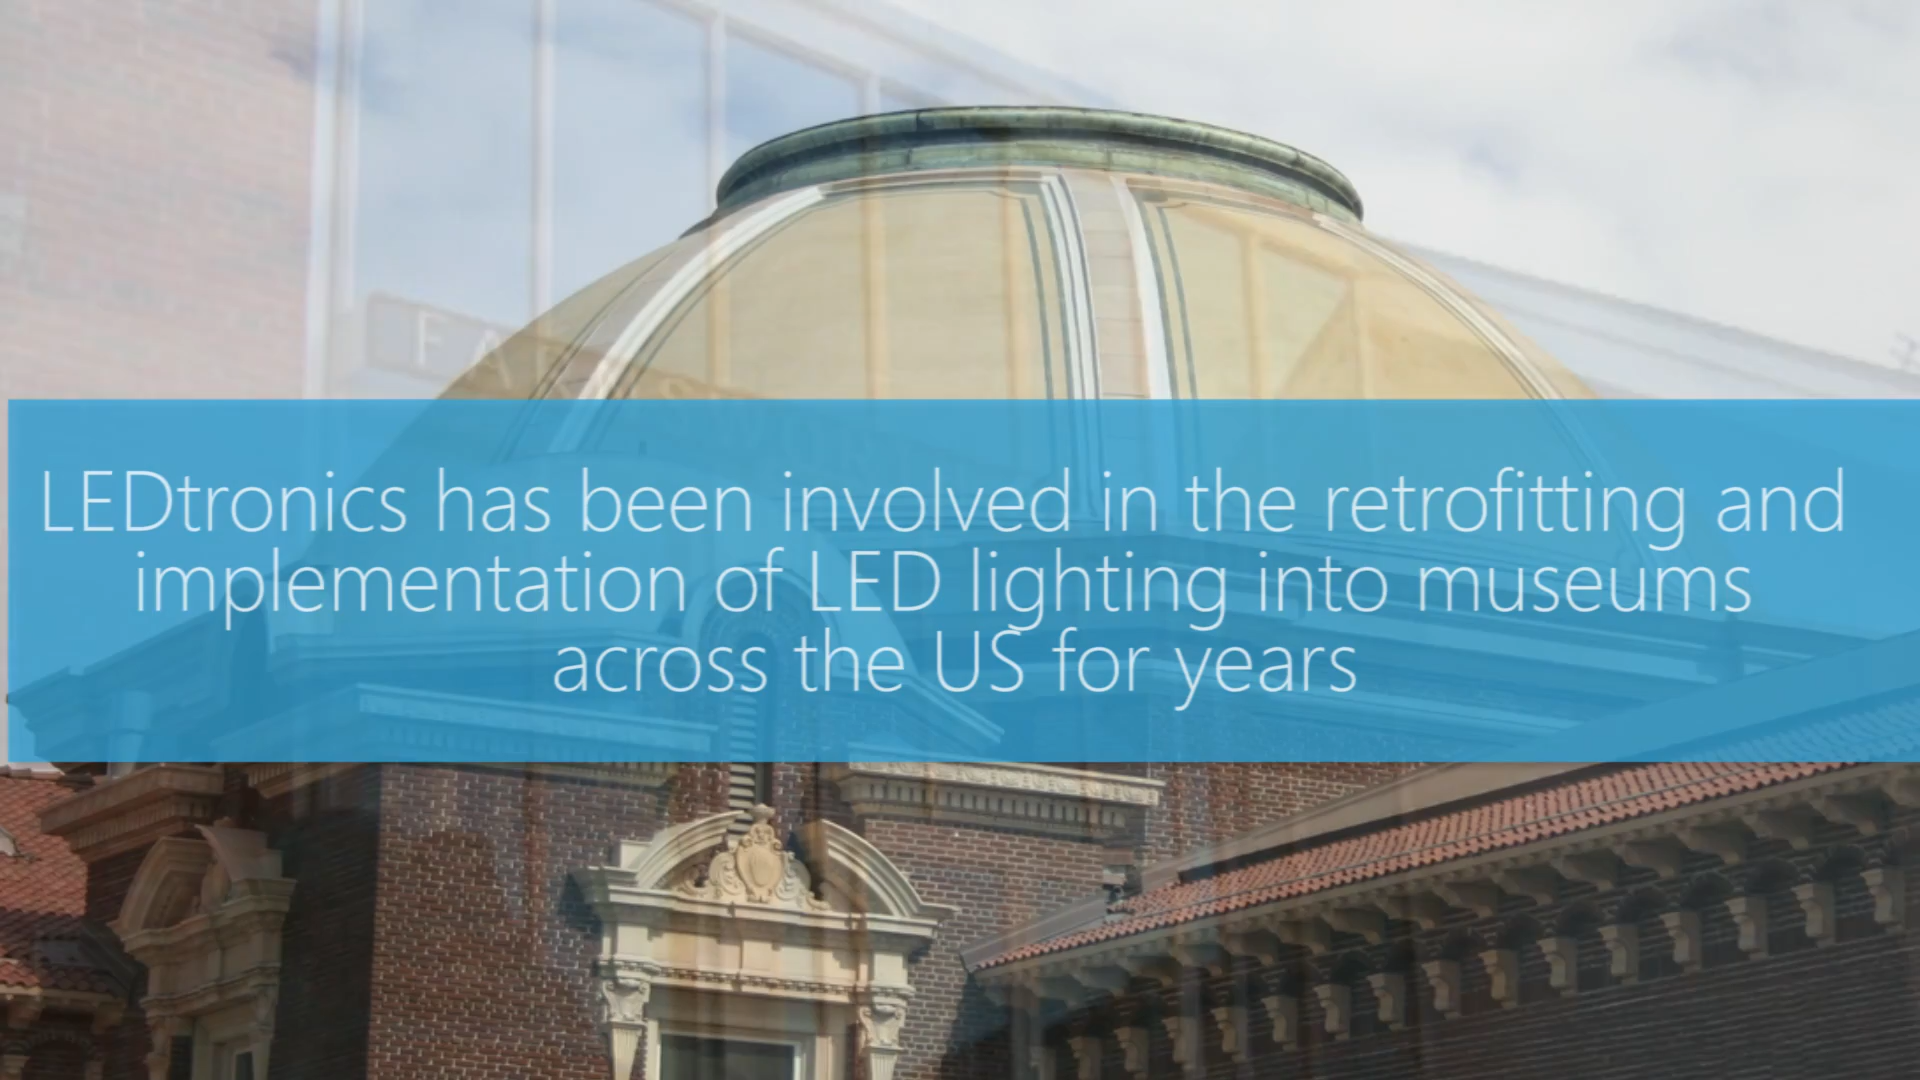 LEDtronics has been involved in the retrofitting and
implementation of LED lighting into museums
across the US for years